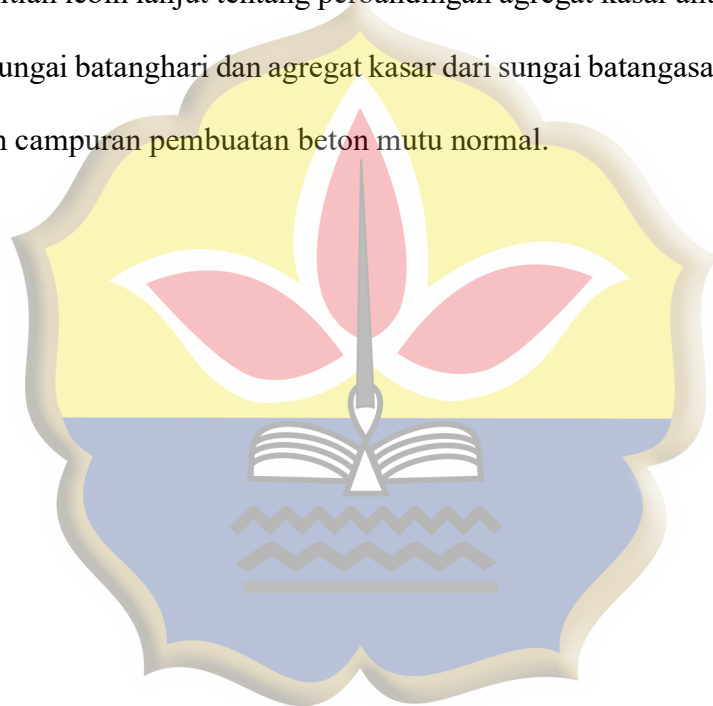 lebih lanjut tentang perbandingan agregat kasar
ungai batanghari dan agregat kasar dari sungai batangasa
campuran pembuatan beton mutu normal.